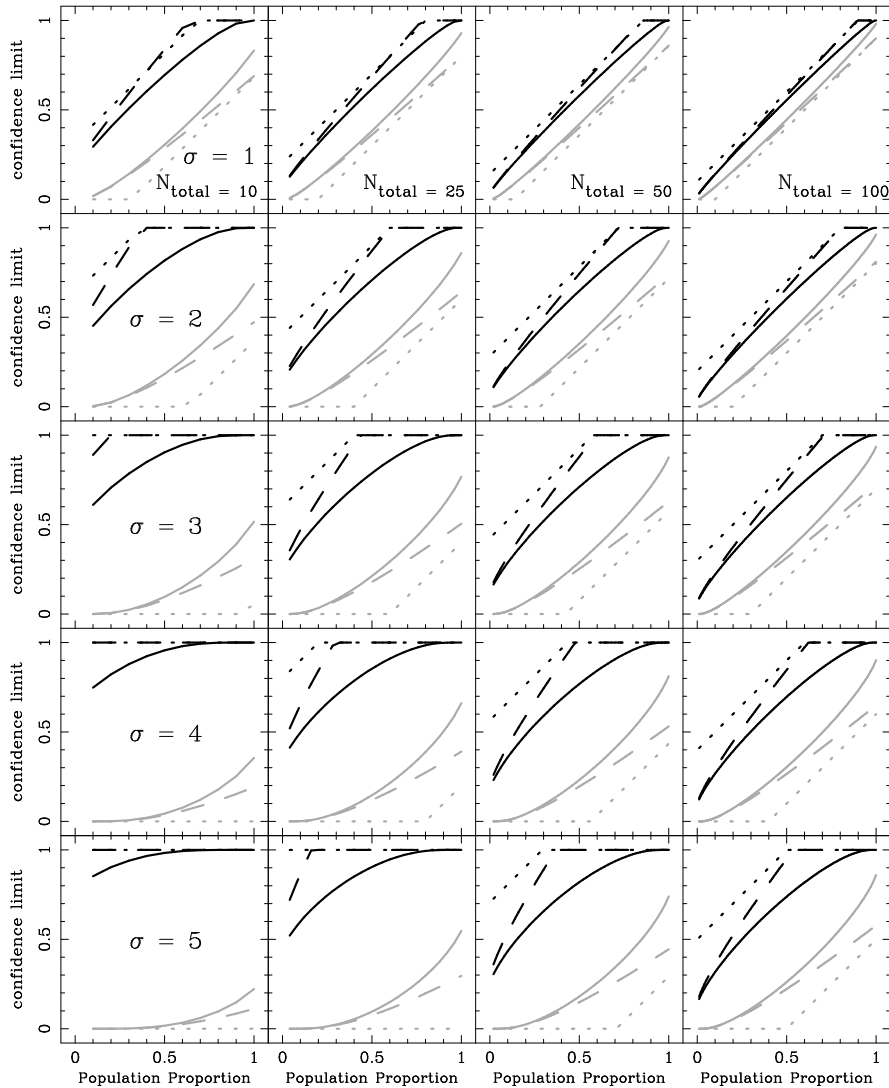 confidence limit
1
0.5
0
σ = 1
N_total = 10
N_total = 25
N_total = 50
N_total = 100
confidence limit
1
0.5
0
σ = 2
confidence limit
1
0.5
0
σ = 3
confidence limit
1
0.5
0
σ = 4
confidence limit
1
0.5
0
σ = 5
0 0.5 1 0 0.5 1 0 0.5 1 0 0.5 1
Population Proportion Population Proportion Population Proportion Population Proportion